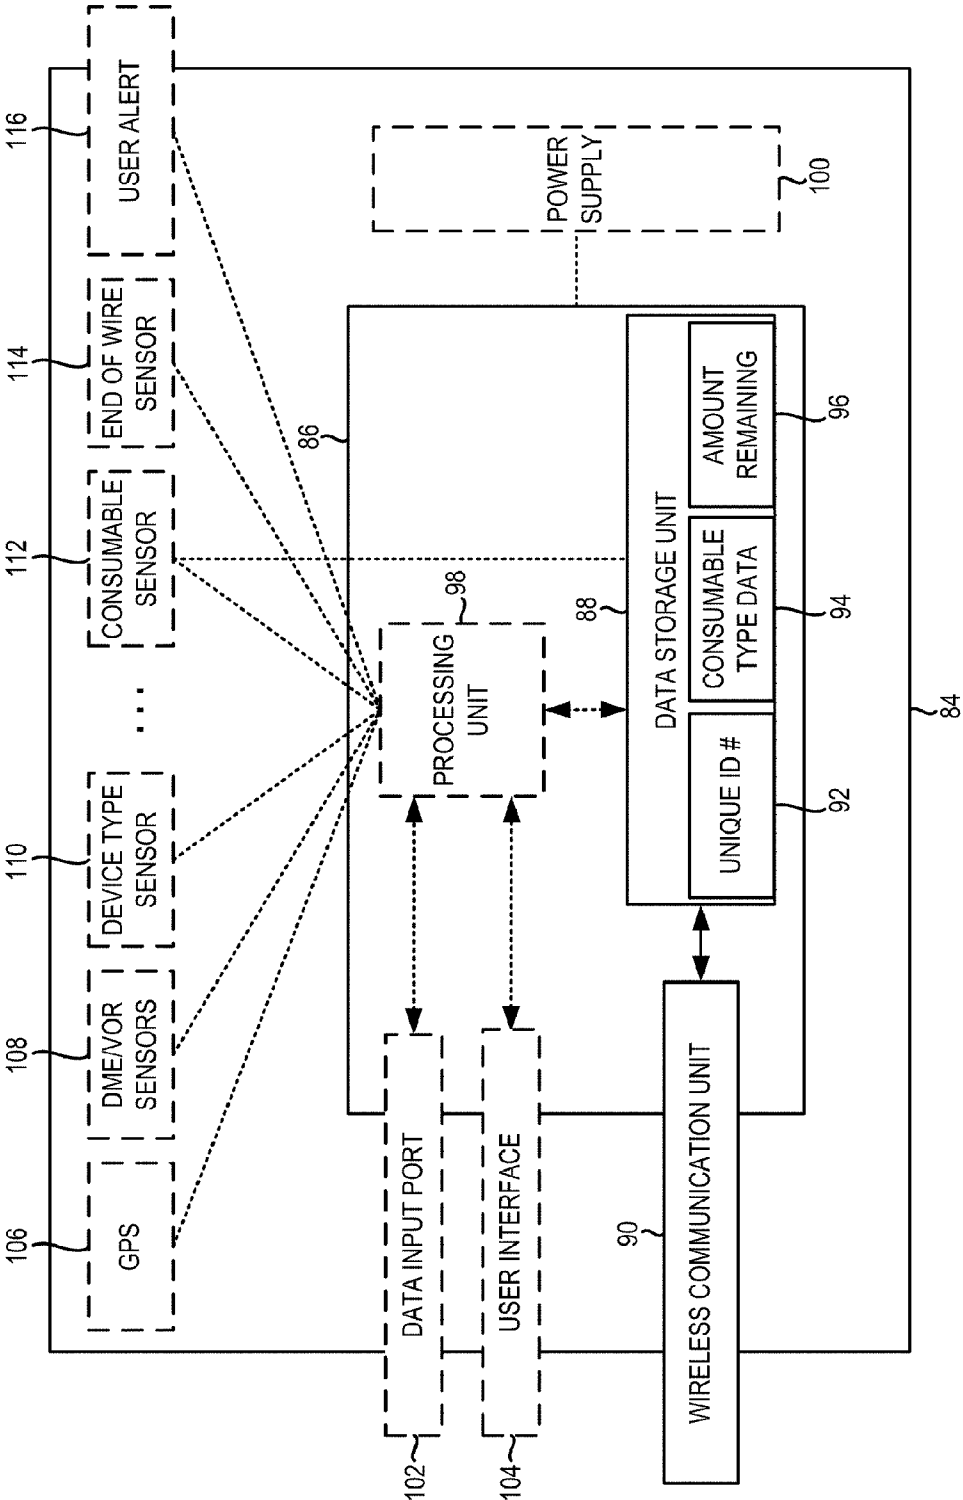 106
108
110
112
114
116
GPS
DME/VOR
SENSORS
DEVICE TYPE
SENSOR
...
CONSUMABLE
SENSOR
END OF WIRE
SENSOR
USER ALERT
86
102
DATA INPUT PORT
PROCESSING
UNIT
98
104
USER INTERFACE
POWER
SUPPLY
100
88
DATA STORAGE UNIT
90
WIRELESS COMMUNICATION UNIT
UNIQUE ID #
CONSUMABLE
TYPE DATA
AMOUNT
REMAINING
92
94
96
84